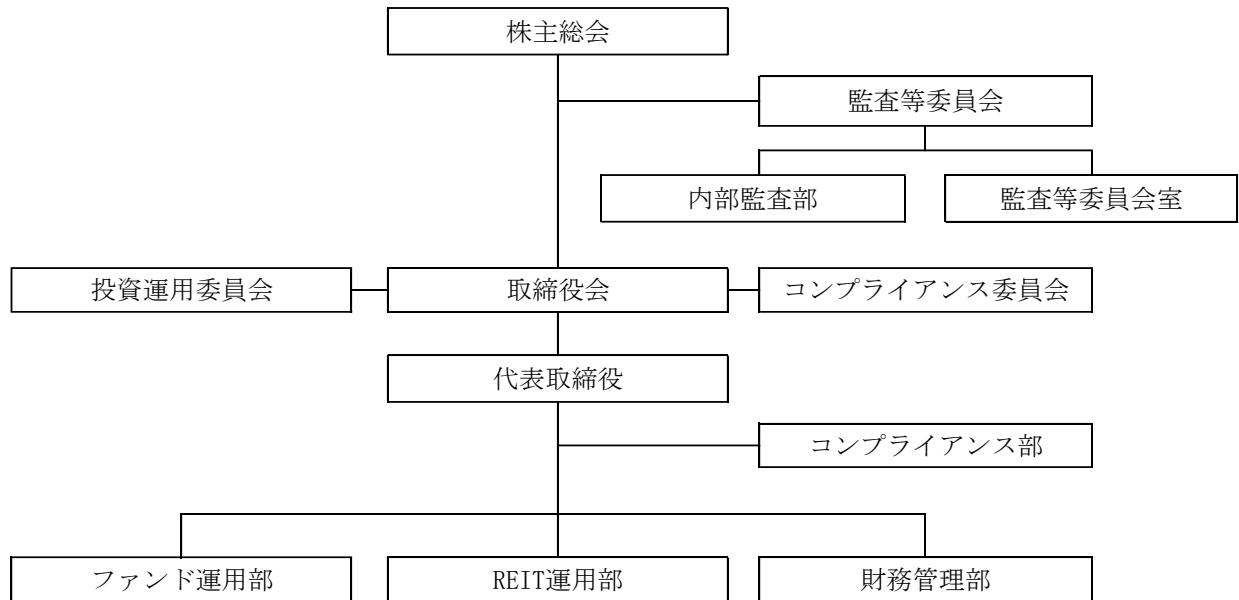 株主総会
監査等委員会
内部監査部
監査等委員会室
投資運用委員会
取締役会
コンプライアンス委員会
代表取締役
コンプライアンス部
ファンド運用部
REIT運用部
財務管理部